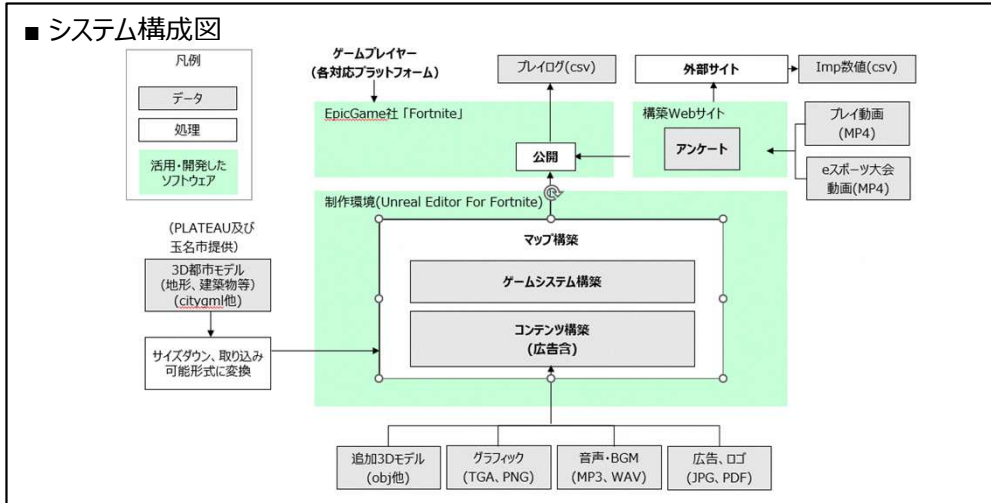 ■ システム構成図
凡例
データ
処理
活用・開発した
ソフトウェア
ゲームプレイヤー
(各対応プラットフォーム)
プレイログ(csv)
外部サイト
Imp数値(csv)
EpicGame社「Fortnite」
公開
構築Webサイト
アンケート
プレイ動画
(MP4)
eスポーツ大会
動画(MP4)
制作環境(Unreal Editor For Fortnite)
マップ構築
ゲームシステム構築
コンテンツ構築
(広告含)
(PLATEAU及び
玉名市提供)
3D都市モデル
(地形、建築物等)
(citygml他)
サイズダウン、取り込み
可能形式に変換
追加3Dモデル
(obj他)
グラフィック
(TGA、PNG)
音声・BGM
(MP3、WAV)
広告、ロゴ
(JPG、PDF)